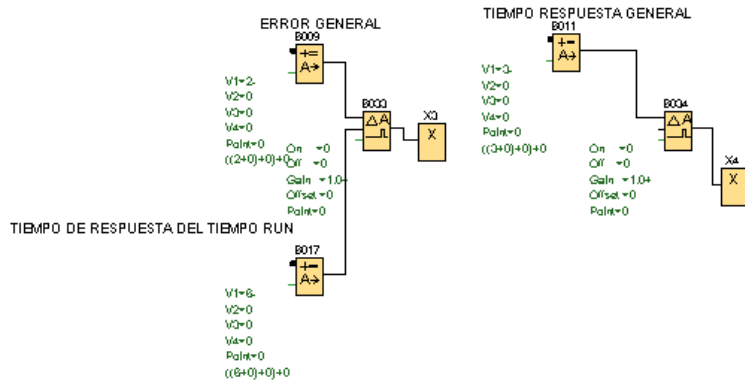 ERROR GENERAL
B009
+=
A→
V1=2-
V2=0
V3=0
V4=0
Point=0
((2+0)+0)+0
B033
ΔA
On =0
Off =0
Gain =1.0+
Offset=0
Point=0
X3
X
TIEMPO DE RESPUESTA DEL TIEMPO RUN
B017
+=
A→
V1=6-
V2=0
V3=0
V4=0
Point=0
((6+0)+0)+0
TIEMPO RESPUESTA GENERAL
B011
+=
A→
V1=3-
V2=0
V3=0
V4=0
Point=0
((3+0)+0)+0
B034
ΔA
On =0
Off =0
Gain =1.0+
Offset=0
Point=0
X4
X